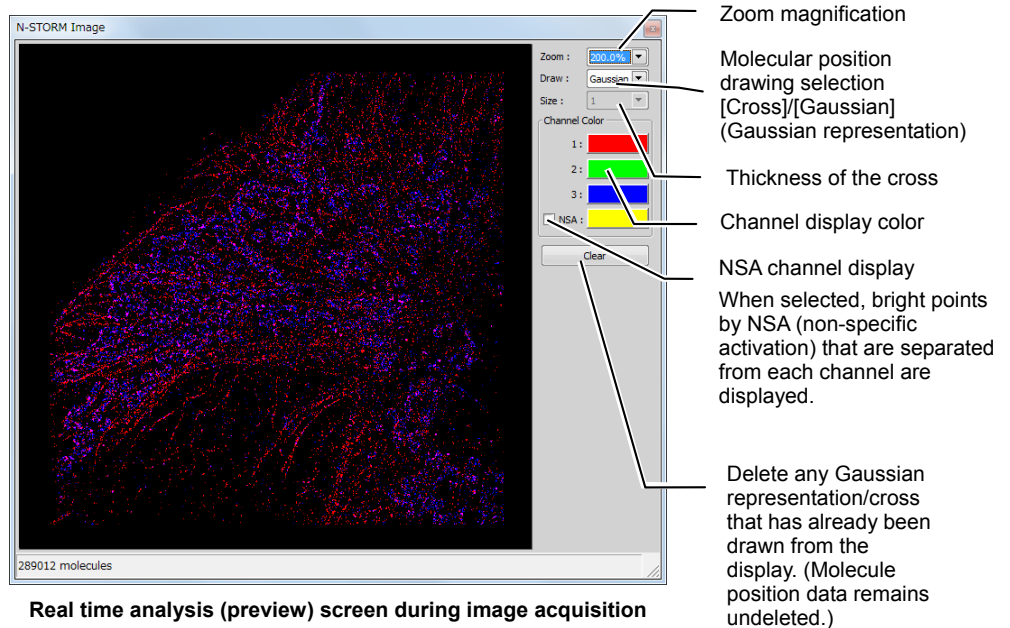 N-STORM Image
Zoom :
200.0%
Draw :
Gaussian
Size :
1
Channel Color
1 :
2 :
3 :
NSA :
Clear
289012 molecules
Zoom magnification
Molecular position
drawing selection
[Cross]/[Gaussian]
(Gaussian representation)
Thickness of the cross
Channel display color
NSA channel display
When selected, bright points
by NSA (non-specific
activation) that are separated
from each channel are
displayed.
Delete any Gaussian
representation/cross
that has already been
drawn from the
display. (Molecule
position data remains
undeleted.)
Real time analysis (preview) screen during image acquisition